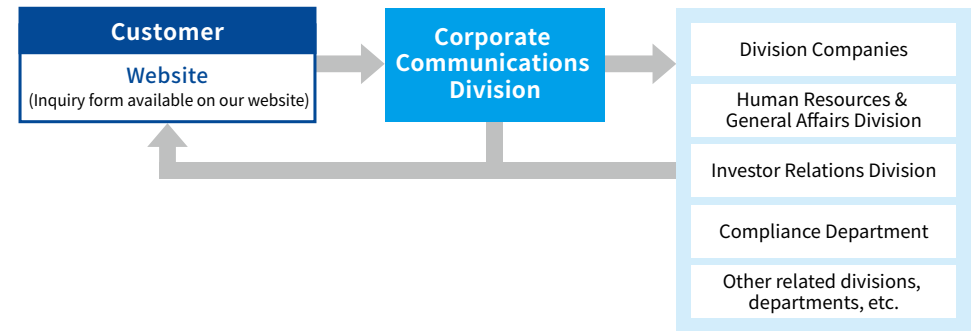 Customer
Website
(Inquiry form available on our website)
Corporate
Communications
Division
Division Companies
Human Resources &
General Affairs Division
Investor Relations Division
Compliance Department
Other related divisions,
departments, etc.